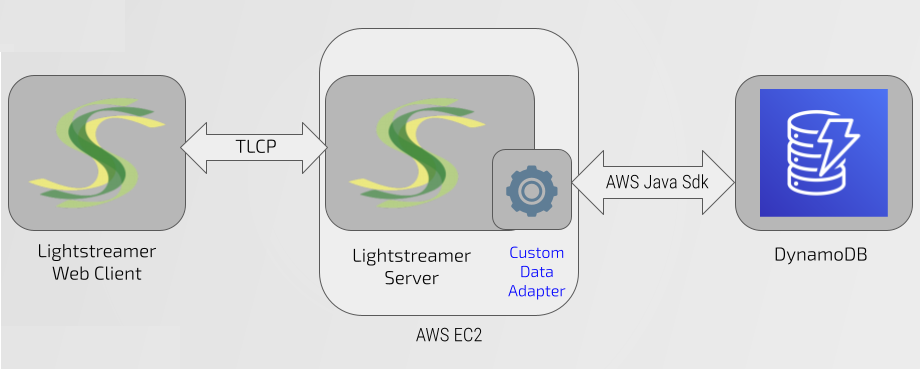 TLCP
AWS Java Sdk
Lightstreamer
Web Client
Lightstreamer
Server
Custom
Data
Adapter
DynamoDB
AWS EC2